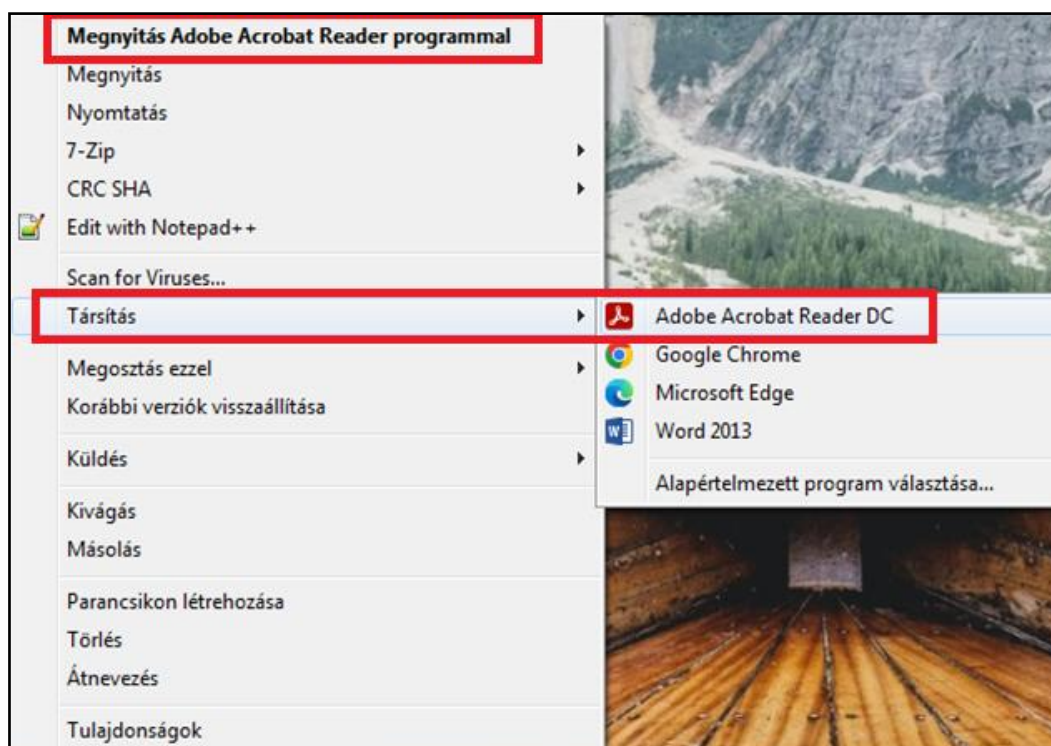 Megnyitás Adobe Acrobat Reader programmal
Megnyitás
Nyomtatás
7-Zip
CRC SHA
Edit with Notepad++
Scan for Viruses...
Társítás
Adobe Acrobat Reader DC
Google Chrome
Microsoft Edge
Word 2013
Alapértelmezett program választása...
Megosztás ezzel
Korábbi verziók visszaállítása
Küldés
Kivágás
Másolás
Parancsikon létrehozása
Törlés
Átnevezés
Tulajdonságok